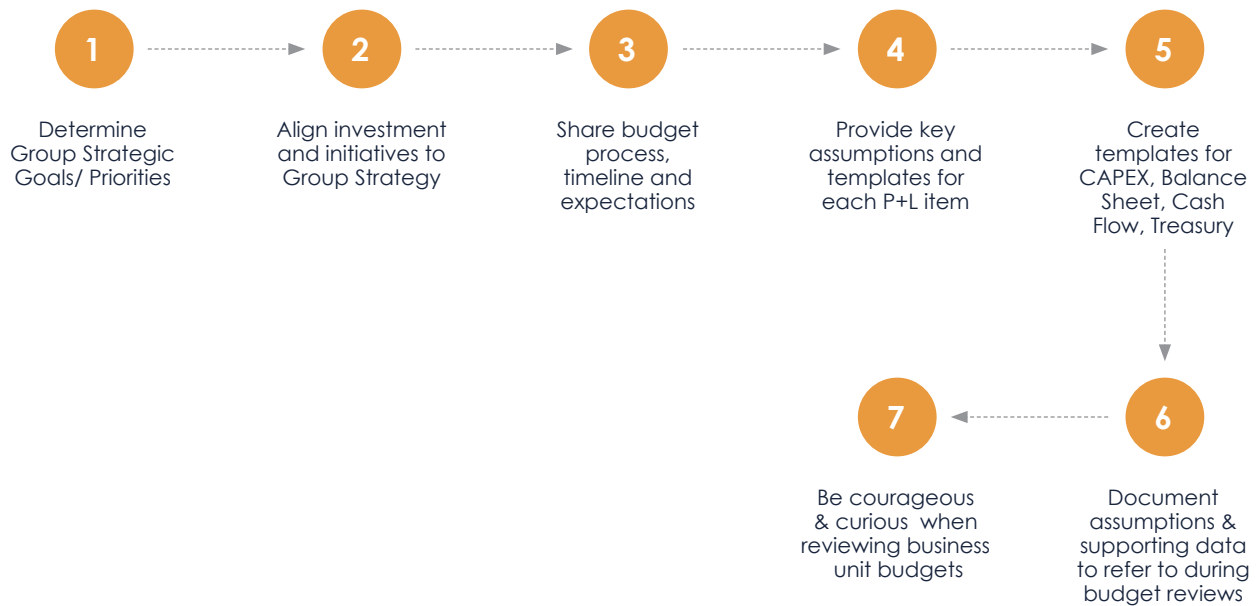 1
Determine
Group Strategic
Goals/ Priorities
2
Align investment
and initiatives to
Group Strategy
3
Share budget
process,
timeline and
expectations
4
Provide key
assumptions and
templates for
each P+L item
5
Create
templates for
CAPEX, Balance
Sheet, Cash
Flow, Treasury
6
Document
assumptions &
supporting data
to refer to during
budget reviews
7
Be courageous
& curious when
reviewing business
unit budgets